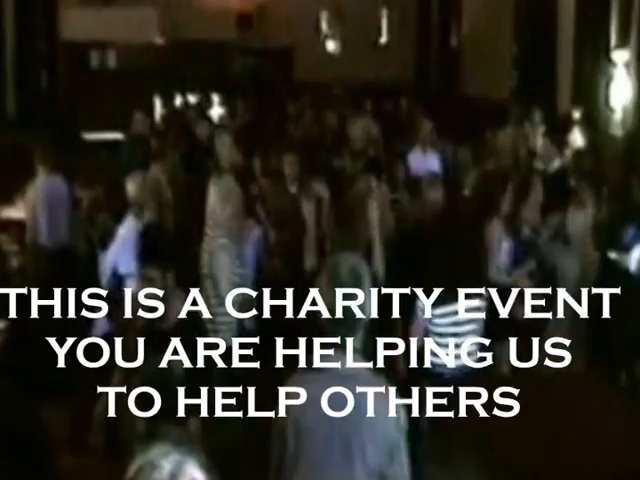 THIS IS A CHARITY EVENT
YOU ARE HELPING US
TO HELP OTHERS